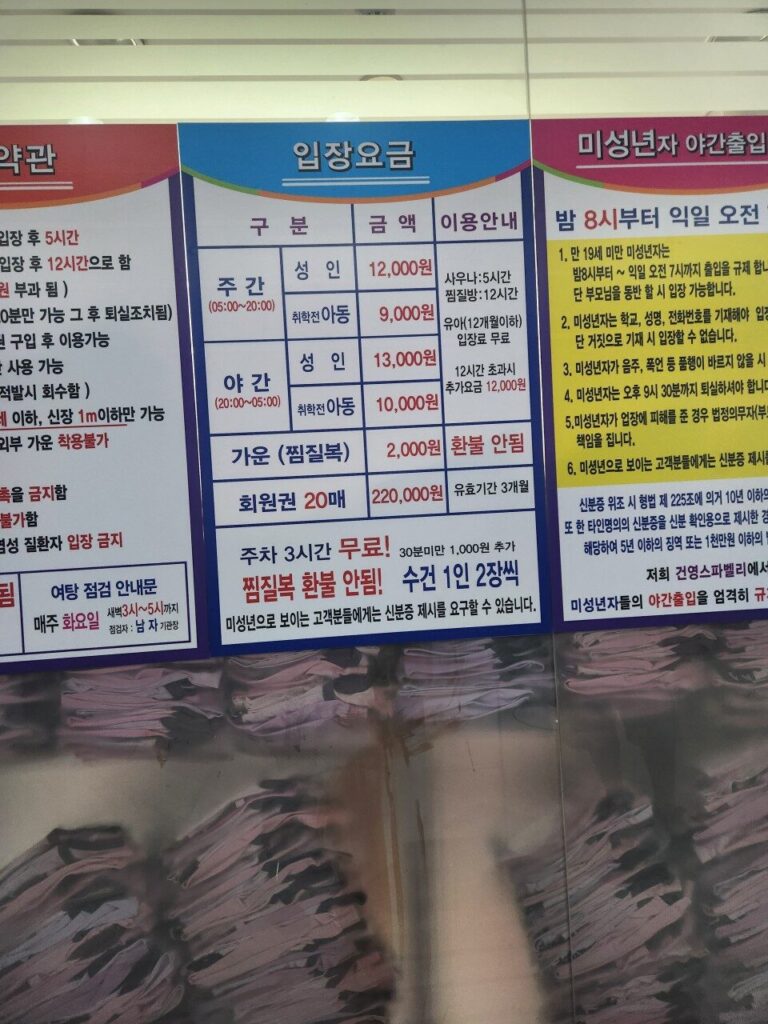 약관
입장 후 5시간
입장 후 12시간으로 함
원 부과 됨 )
0분만 가능 그 후 퇴실조치됨)
구입 후 이용가능
사용 가능
적발시 회수함 )
이하, 신장 1m이하만 가능
외부 가운 착용불가
을 금지함
불가함
염성 질환자 입장 금지
됨
여탕 점검 안내문
매주 화요일 새벽3시~5시까지
점검자 : 남 자 기관장
입장요금
구 분 금 액 이용안내
주 간
(05:00~20:00)
성 인 12,000원
취학전아동 9,000원
야 간
(20:00~05:00)
성 인 13,000원
취학전아동 10,000원
사우나:5시간
찜질방:12시간
유아(12개월이하)
입장료 무료
12시간 초과시
추가요금 12,000원
가운 (찜질복) 2,000원 환불 안됨
회원권 20매 220,000원 유효기간 3개월
주차 3시간 무료! 30분미만 1,000원 추가
찜질복 환불 안됨! 수건 1인 2장씩
미성년으로 보이는 고객분들에게는 신분증 제시를 요구할 수 있습니다.
미성년자 야간출입
밤 8시부터 익일 오전
1. 만 19세 미만 미성년자는
밤8시부터 ~ 익일 오전 7시까지 출입을 규제 합니
단 부모님을 동반 할 시 입장 가능합니다.
2. 미성년자는 학교, 성명, 전화번호를 기재해야 입장
단 거짓으로 기재 시 입장할 수 없습니다.
3. 미성년자가 음주, 폭언 등 품행이 바르지 않을 시
4. 미성년자는 오후 9시 30분까지 퇴실하셔야 합니다
5.미성년자가 업장에 피해를 준 경우 법정의무자(부
책임을 집니다.
6. 미성년으로 보이는 고객분들에게는 신분증 제시를
신분증 위조 시 형법 제 225조에 의거 10년 이하의
또 한 타인명의의 신분증을 신분 확인용으로 제시한 경
해당하여 5년 이하의 징역 또는 1천만원 이하의
저희 건영스파벨리에서
미성년자들의 야간출입을 엄격히 규